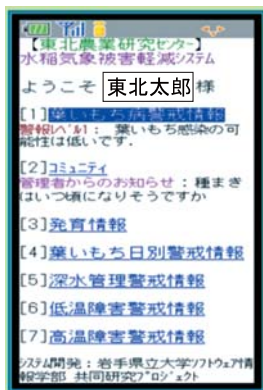 【東北農業研究センター】
水稲気象被害軽減システム
ようこそ 東北太郎 様
[1]葉いもち病警戒情報
警報レベル1： 葉いもち感染の可
能性は低いです.
[2]コミュニティ
管理者からのお知らせ：種まき
はいつ頃になりそうですか
[3]発育情報
[4]葉いもち日別警戒情報
[5]深水管理警戒情報
[6]低温障害警戒情報
[7]高温障害警戒情報
システム開発：岩手県立大学ソフトウェア情
報学部 共同研究プロジェクト